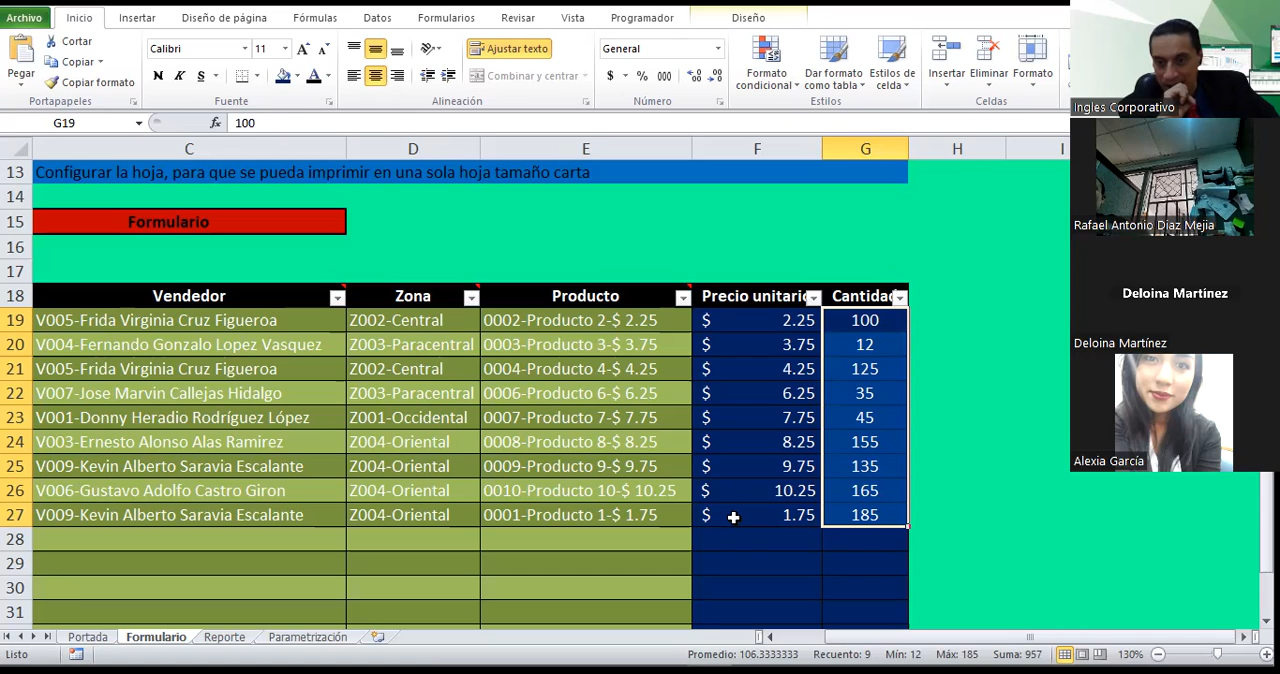 Archivo Inicio Insertar Diseño de página Fórmulas Datos Formularios Revisar Vista Programador Diseño
Pegar
Cortar
Copiar
Copiar formato
Portapapeles
Calibri 11
N K S
Fuente
Ajustar texto
Combinar y centrar
Alineación
General
$ % 000
Número
Formato condicional
Dar formato como tabla
Estilos de celda
Estilos
Insertar Eliminar Formato
Celdas
G19 fx 100
C D E F G H I
13 Configurar la hoja, para que se pueda imprimir en una sola hoja tamaño carta
14
15 Formulario
16
17
18 Vendedor Zona Producto Precio unitario Cantidad
19 V005-Frida Virginia Cruz Figueroa Z002-Central 0002-Producto 2-$ 2.25 $ 2.25 100
20 V004-Fernando Gonzalo Lopez Vasquez Z003-Paracentral 0003-Producto 3-$ 3.75 $ 3.75 12
21 V005-Frida Virginia Cruz Figueroa Z002-Central 0004-Producto 4-$ 4.25 $ 4.25 125
22 V007-Jose Marvin Callejas Hidalgo Z003-Paracentral 0006-Producto 6-$ 6.25 $ 6.25 35
23 V001-Donny Heradio Rodríguez López Z001-Occidental 0007-Producto 7-$ 7.75 $ 7.75 45
24 V003-Ernesto Alonso Alas Ramirez Z004-Oriental 0008-Producto 8-$ 8.25 $ 8.25 155
25 V009-Kevin Alberto Saravia Escalante Z004-Oriental 0009-Producto 9-$ 9.75 $ 9.75 135
26 V006-Gustavo Adolfo Castro Giron Z004-Oriental 0010-Producto 10-$ 10.25 $ 10.25 165
27 V009-Kevin Alberto Saravia Escalante Z004-Oriental 0001-Producto 1-$ 1.75 $ 1.75 185
28
29
30
31
Portada Formulario Reporte Parametrización
Listo Promedio: 106.3333333 Recuento: 9 Mín: 12 Máx: 185 Suma: 957 130%
Ingles Corporativo
Rafael Antonio Diaz Mejia
Deloina Martínez
Deloina Martínez
Alexia García